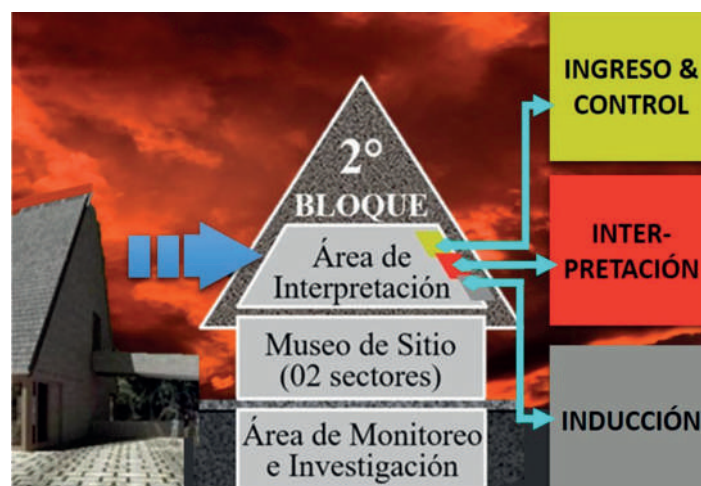 2°
BLOQUE
Área de
Interpretación
Museo de Sitio
(02 sectores)
Área de Monitoreo
e Investigación
INGRESO &
CONTROL
INTER-
PRETACIÓN
INDUCCIÓN